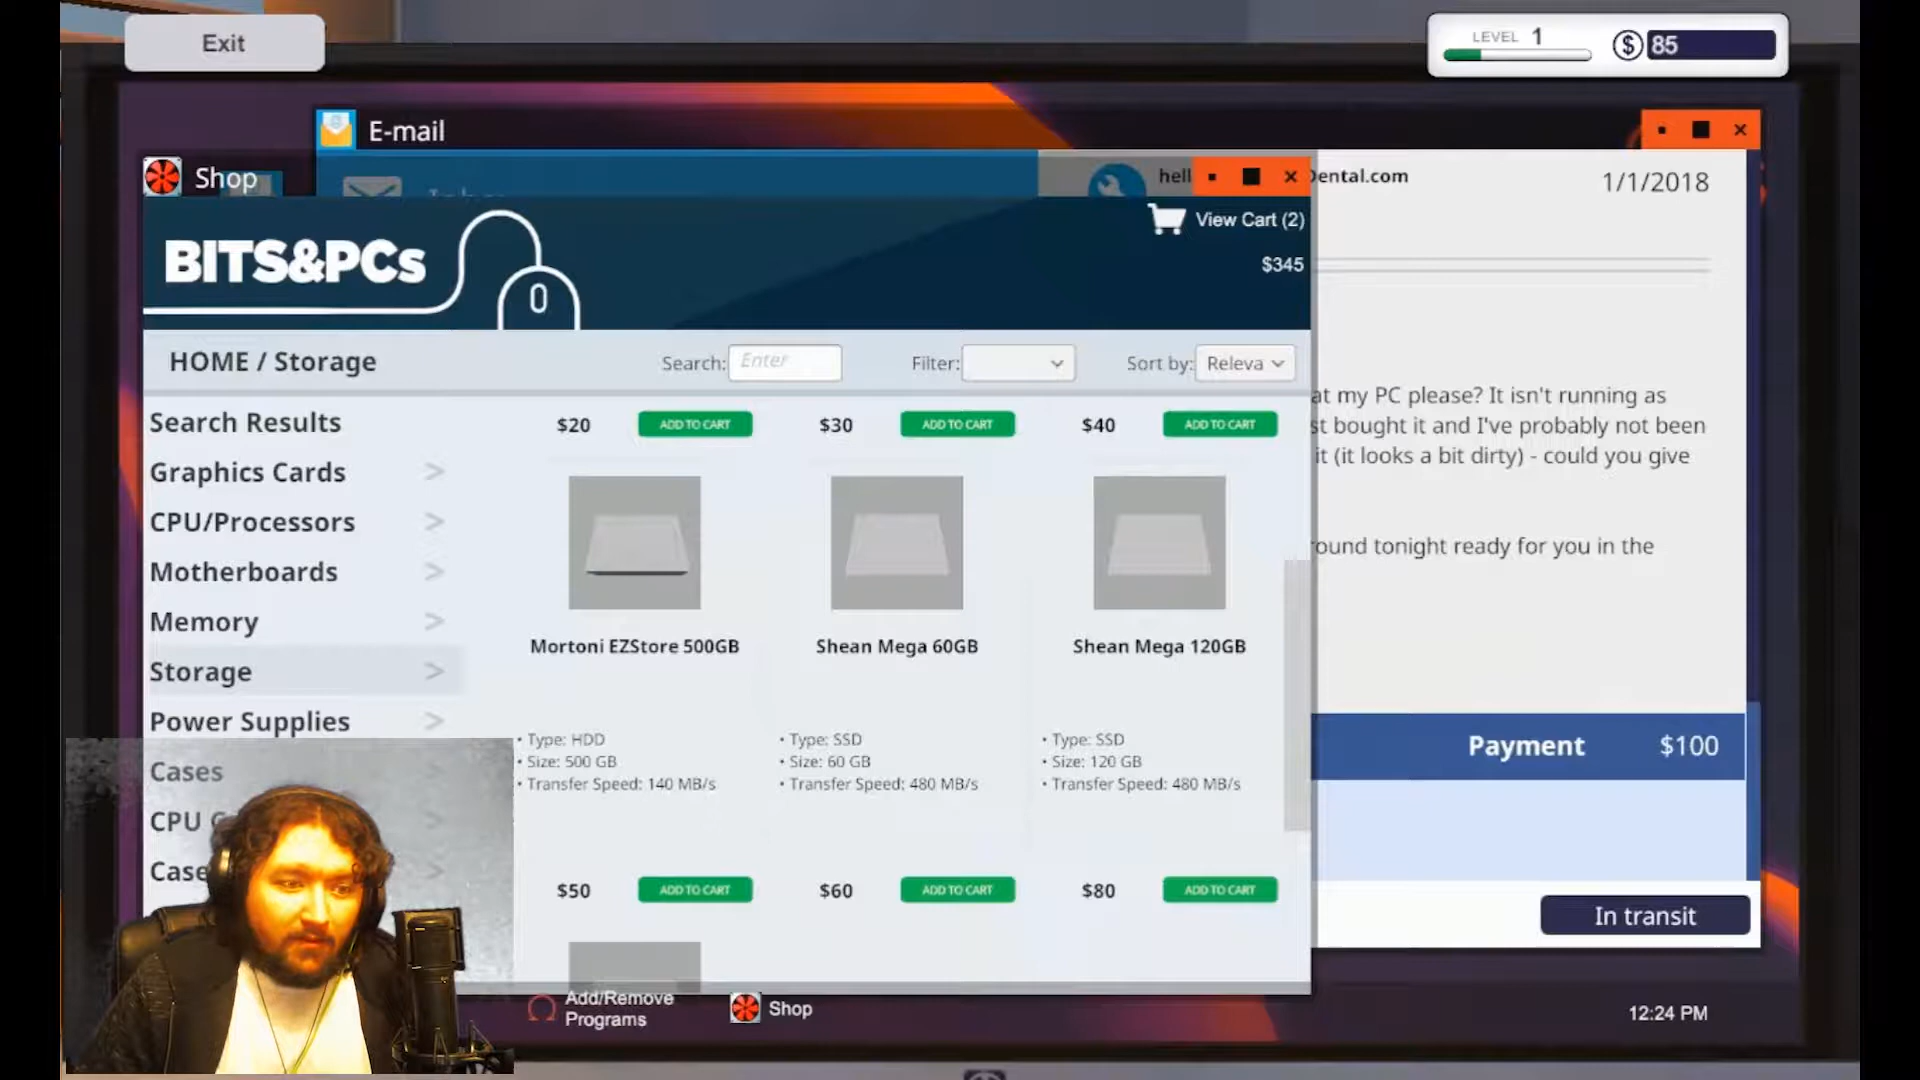 Exit
LEVEL 1
$ 85
E-mail
Shop
hell
Dental.com
1/1/2018
View Cart (2)
$345
BITS&PCs
HOME / Storage
Search:
Enter
Filter:
Sort by:
Releva
Search Results
Graphics Cards >
CPU/Processors >
Motherboards >
Memory >
Storage >
Power Supplies >
Cases
CPU
Case
$20 ADD TO CART
$30 ADD TO CART
$40 ADD TO CART
Mortoni EZStore 500GB
• Type: HDD
• Size: 500 GB
• Transfer Speed: 140 MB/s
$50 ADD TO CART
Shean Mega 60GB
• Type: SSD
• Size: 60 GB
• Transfer Speed: 480 MB/s
$60 ADD TO CART
Shean Mega 120GB
• Type: SSD
• Size: 120 GB
• Transfer Speed: 480 MB/s
$80 ADD TO CART
at my PC please? It isn't running as
st bought it and I've probably not been
it (it looks a bit dirty) - could you give
ound tonight ready for you in the
Payment $100
In transit
Add/Remove
Programs
Shop
12:24 PM